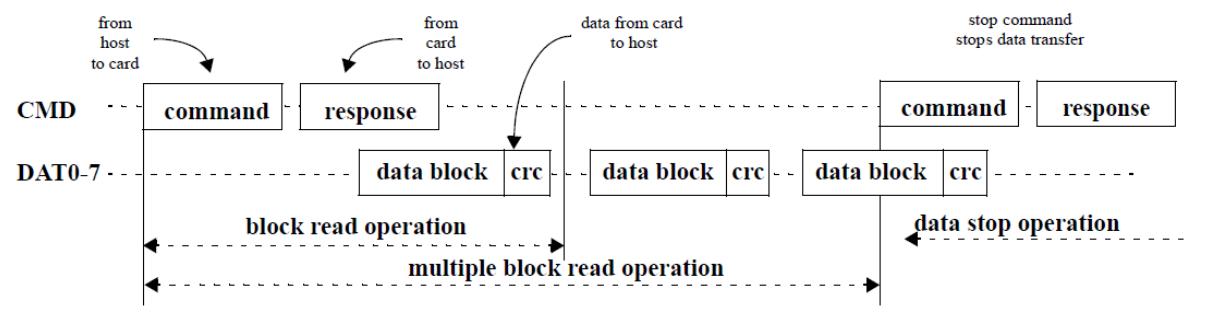 from
host
to card
from
card
to host
data from card
to host
stop command
stops data transfer
CMD
command
response
command
response
DAT0-7
data block
crc
data block
crc
data block
crc
block read operation
data stop operation
multiple block read operation